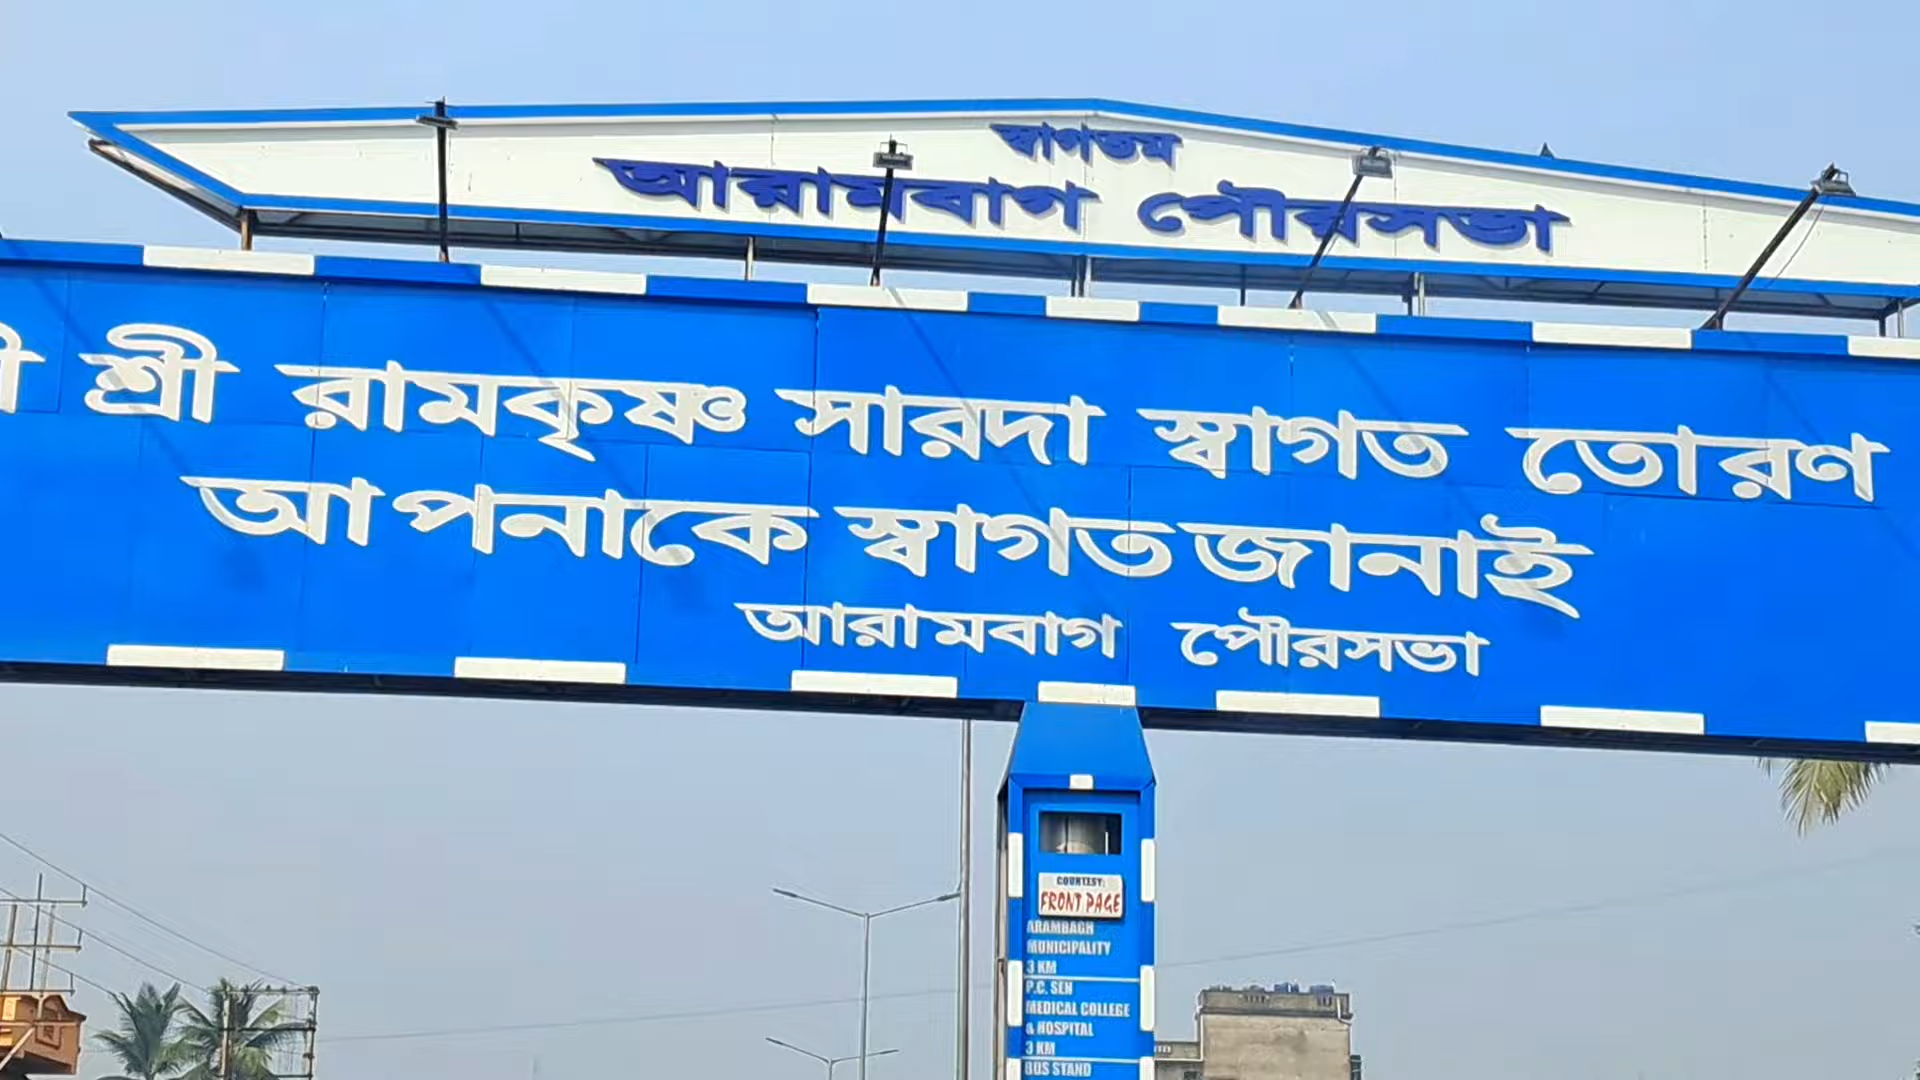 স্বাগতম
আরামবাগ পৌরসভা
শ্রী রামকৃষ্ণ সারদা স্বাগত তোরণ
আপনাকে স্বাগত জানাই
আরামবাগ পৌরসভা
COURTESY:
FRONT PAGE
ARAMBAGH
MUNICIPALITY
3 KM
P.C. SEN
MEDICAL COLLEGE
& HOSPITAL
3 KM
BUS STAND